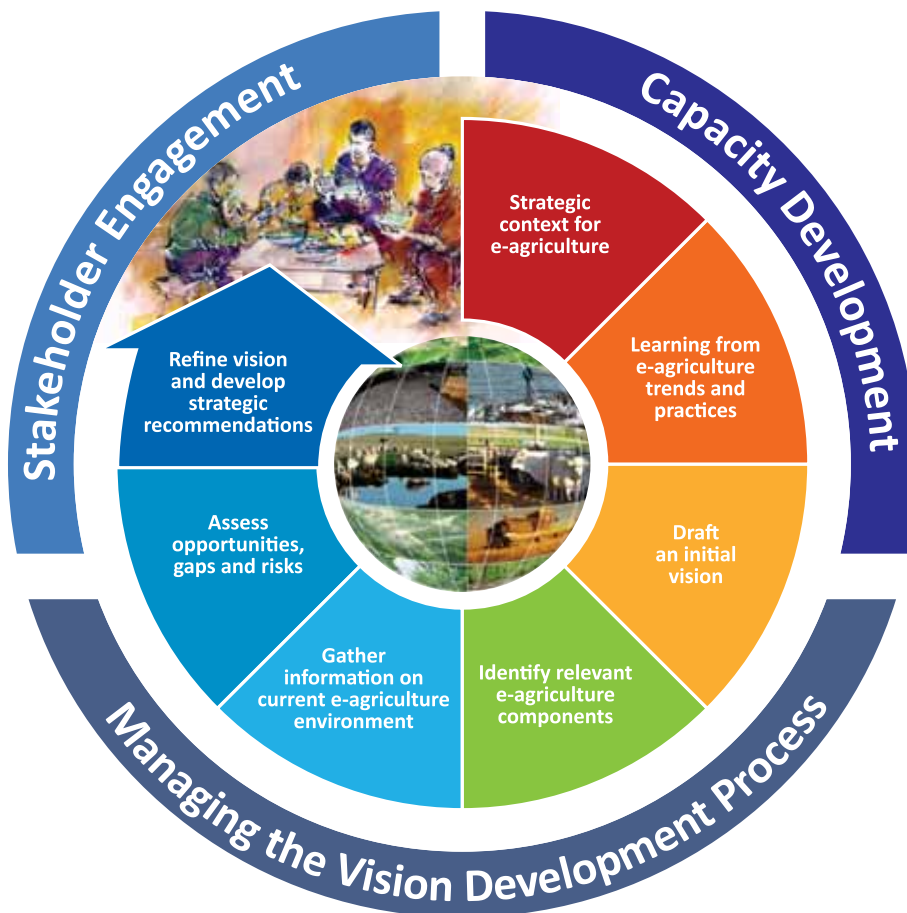 Stakeholder Engagement
Capacity Development
Strategic
context for
e-agriculture
Learning from
e-agriculture
trends and
practices
Draft
an initial
vision
Identify relevant
e-agriculture
components
Gather
information on
current e-agriculture
environment
Assess
opportunities,
gaps and risks
Refine vision
and develop
strategic
recommendations
Managing the Vision Development Process